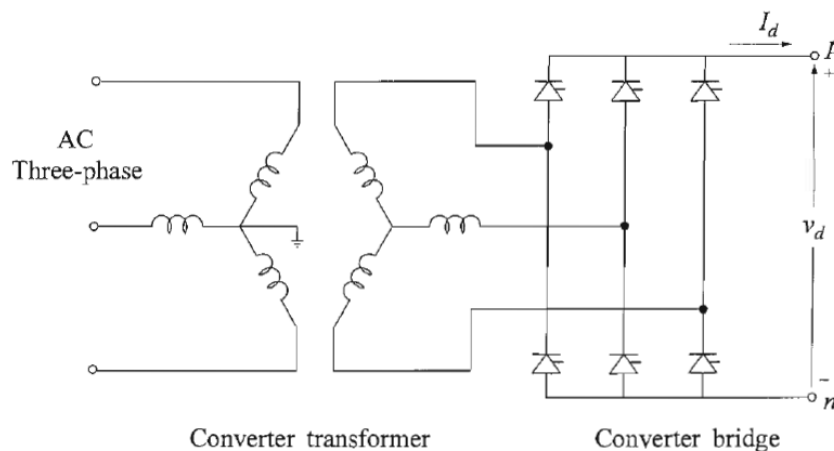 I_d
P
+
AC
Three-phase
v_d
-
n
Converter transformer
Converter bridge